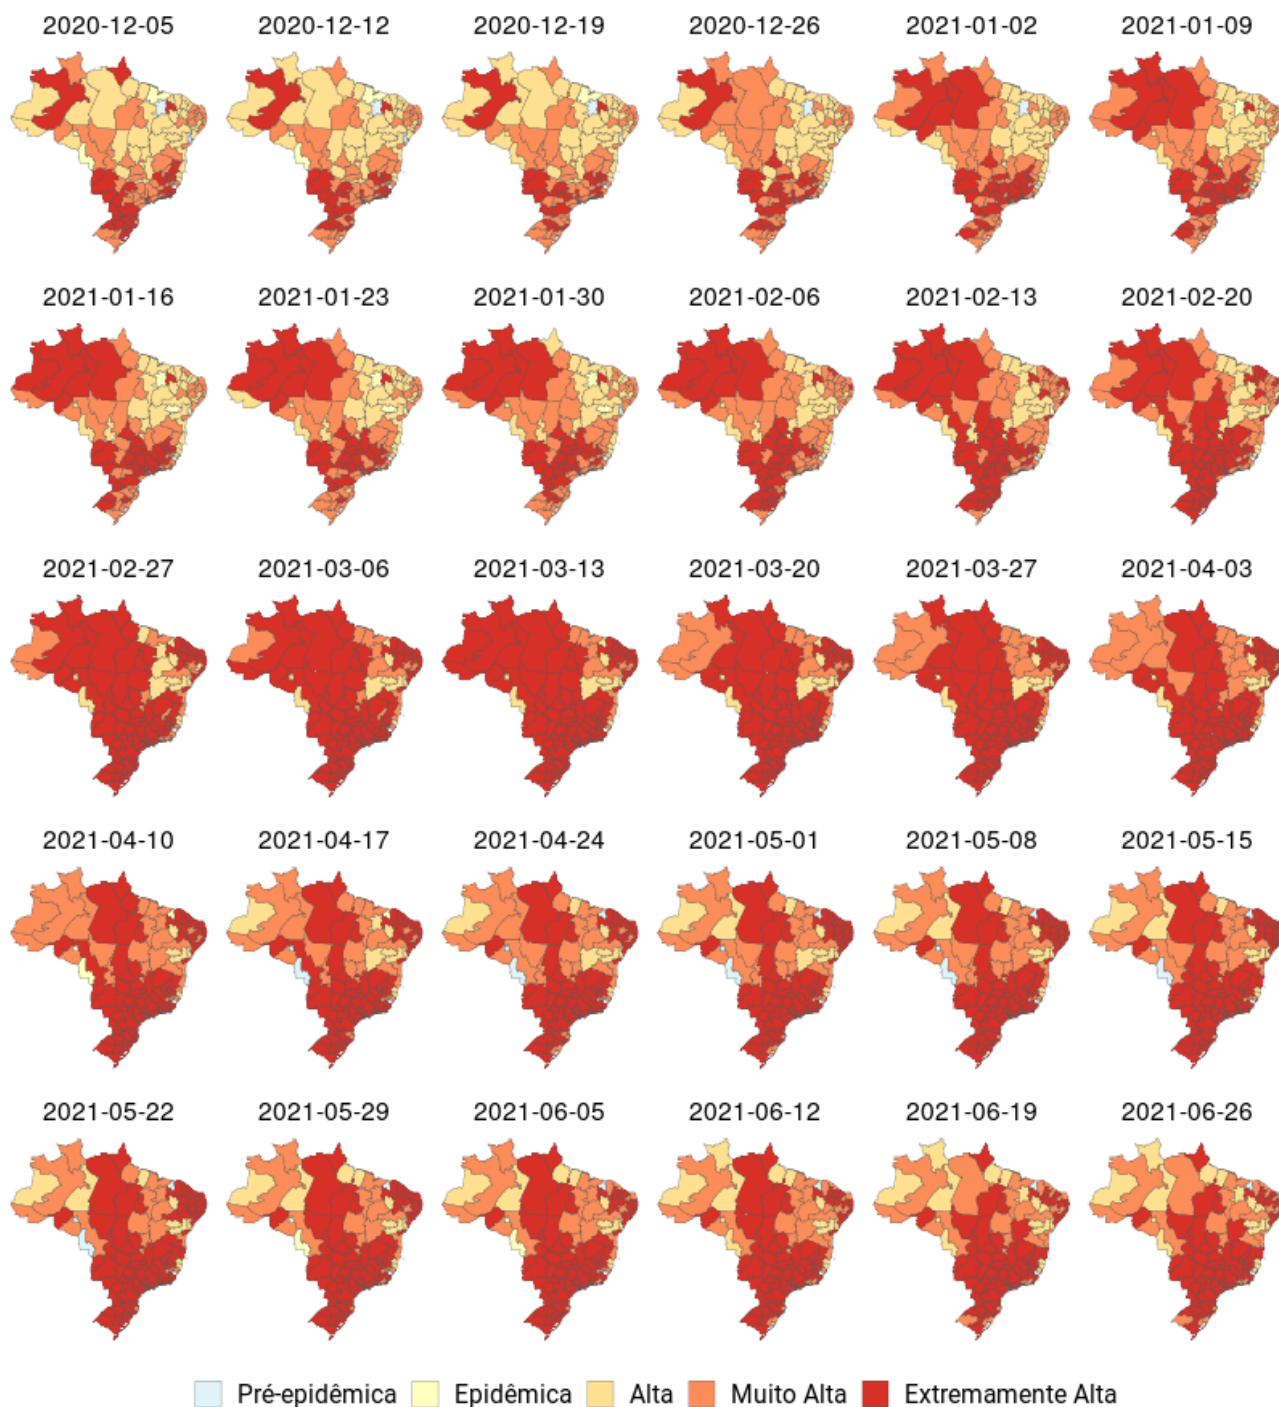 2020-12-05 2020-12-12 2020-12-19 2020-12-26 2021-01-02 2021-01-09
2021-01-16 2021-01-23 2021-01-30 2021-02-06 2021-02-13 2021-02-20
2021-02-27 2021-03-06 2021-03-13 2021-03-20 2021-03-27 2021-04-03
2021-04-10 2021-04-17 2021-04-24 2021-05-01 2021-05-08 2021-05-15
2021-05-22 2021-05-29 2021-06-05 2021-06-12 2021-06-19 2021-06-26
Pré-epidêmica Epidêmica Alta Muito Alta Extremamente Alta